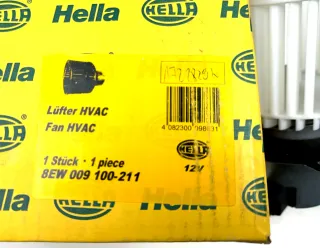 Hella
HELLA
Hella
Lüfter HVAC
Fan HVAC
HELLA
1 Stück · 1 piece
8EW 009 100-211
HELLA
12V
HELLA
Hella
HELLA